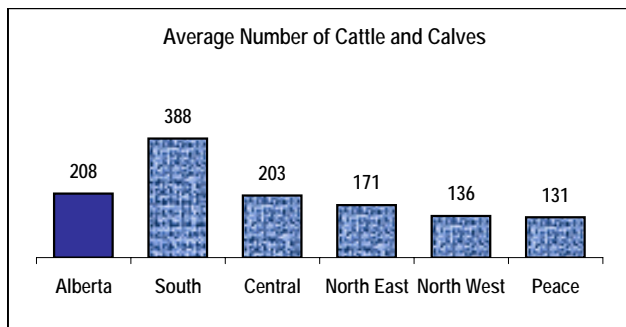 Average Number of Cattle and Calves
388
208
203
171
136
131
Alberta
South
Central
North East
North West
Peace